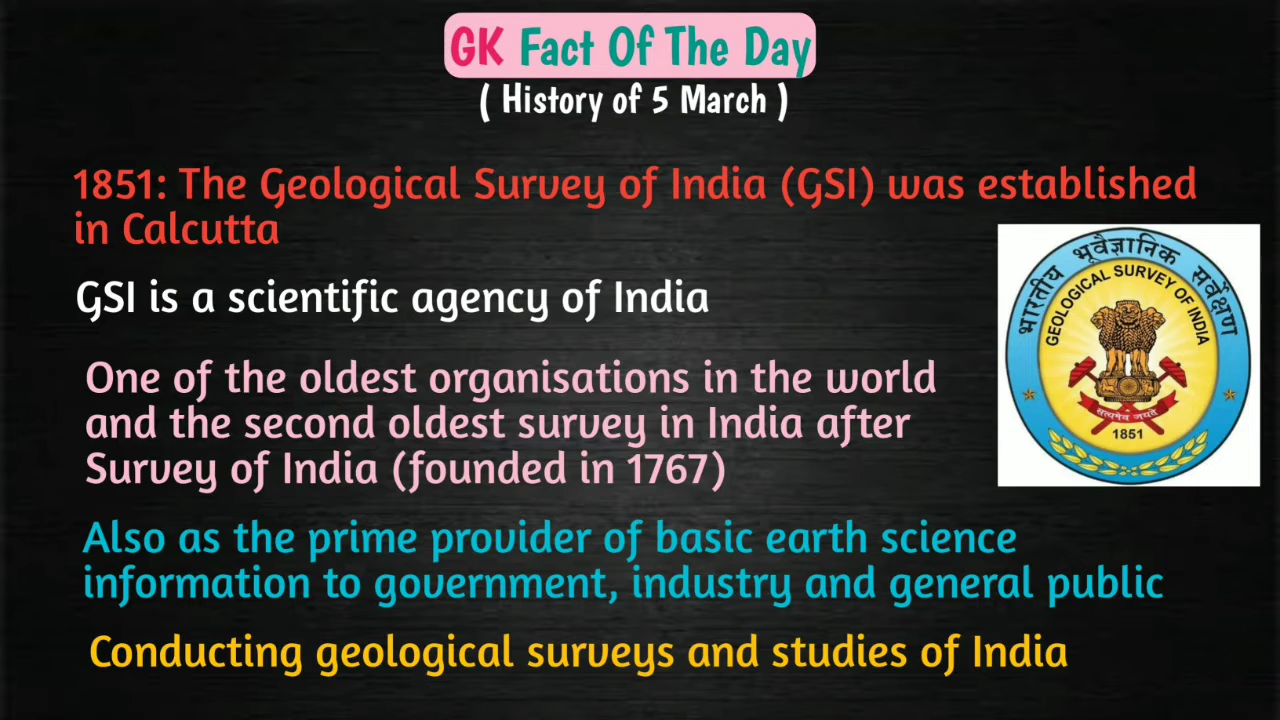 GK Fact Of The Day
( History of 5 March )
1851: The Geological Survey of India (GSI) was established
in Calcutta
GSI is a scientific agency of India
One of the oldest organisations in the world
and the second oldest survey in India after
Survey of India (founded in 1767)
भारतीय भूवैज्ञानिक सर्वेक्षण
GEOLOGICAL SURVEY OF INDIA
सत्यमेव जयते
1851
Also as the prime provider of basic earth science
information to government, industry and general public
Conducting geological surveys and studies of India